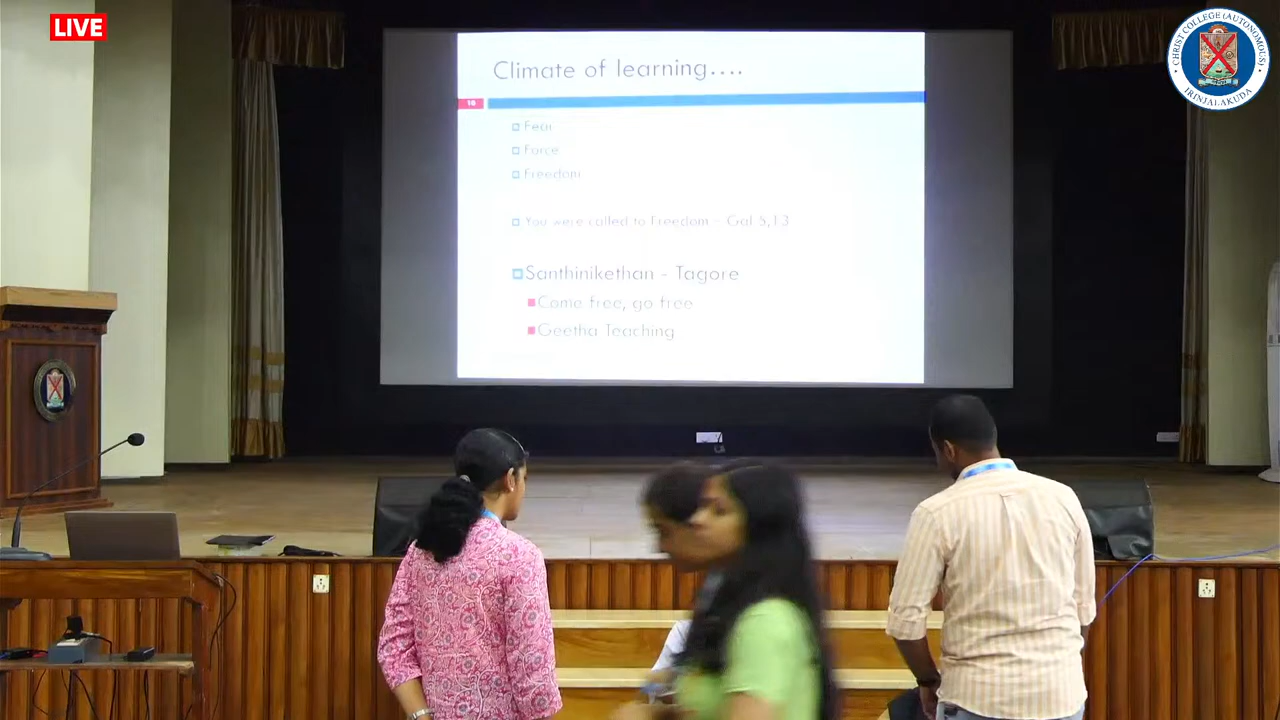 LIVE
CHRIST COLLEGE (AUTONOMOUS)
IRINJALAKUDA
Climate of learning....
18
Fear
Force
Freedom
You were called to Freedom – Gal 5,13
Santhinikethan - Tagore
Come free, go free
Geetha Teaching